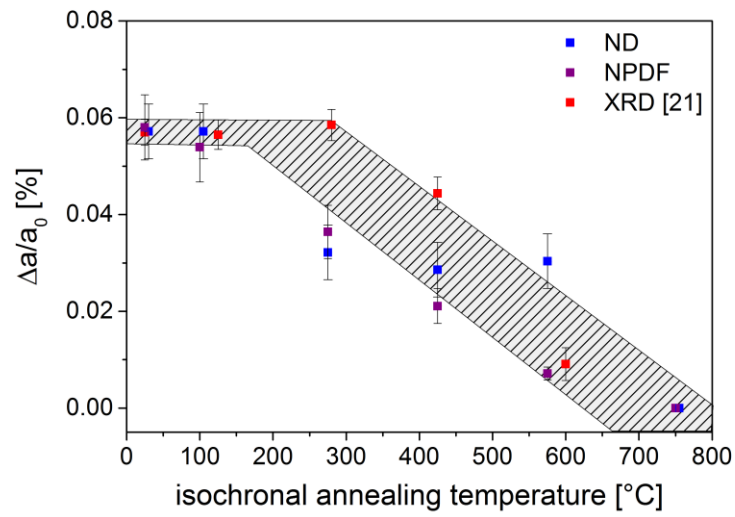 0.08
0.06
0.04
0.02
0.00
Δa/a₀ [%]
ND
NPDF
XRD [21]
0 100 200 300 400 500 600 700 800
isochronal annealing temperature [°C]